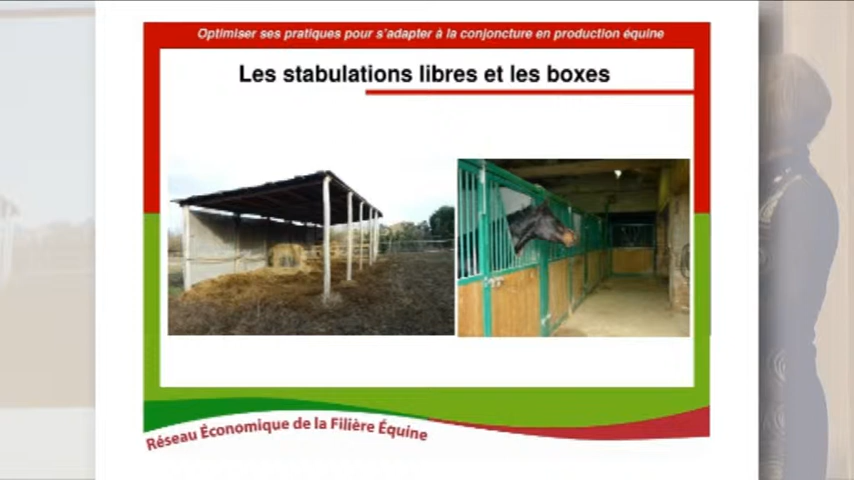 Optimiser ses pratiques pour s'adapter à la conjoncture en production équine
Les stabulations libres et les boxes
Réseau Économique de la Filière Équine